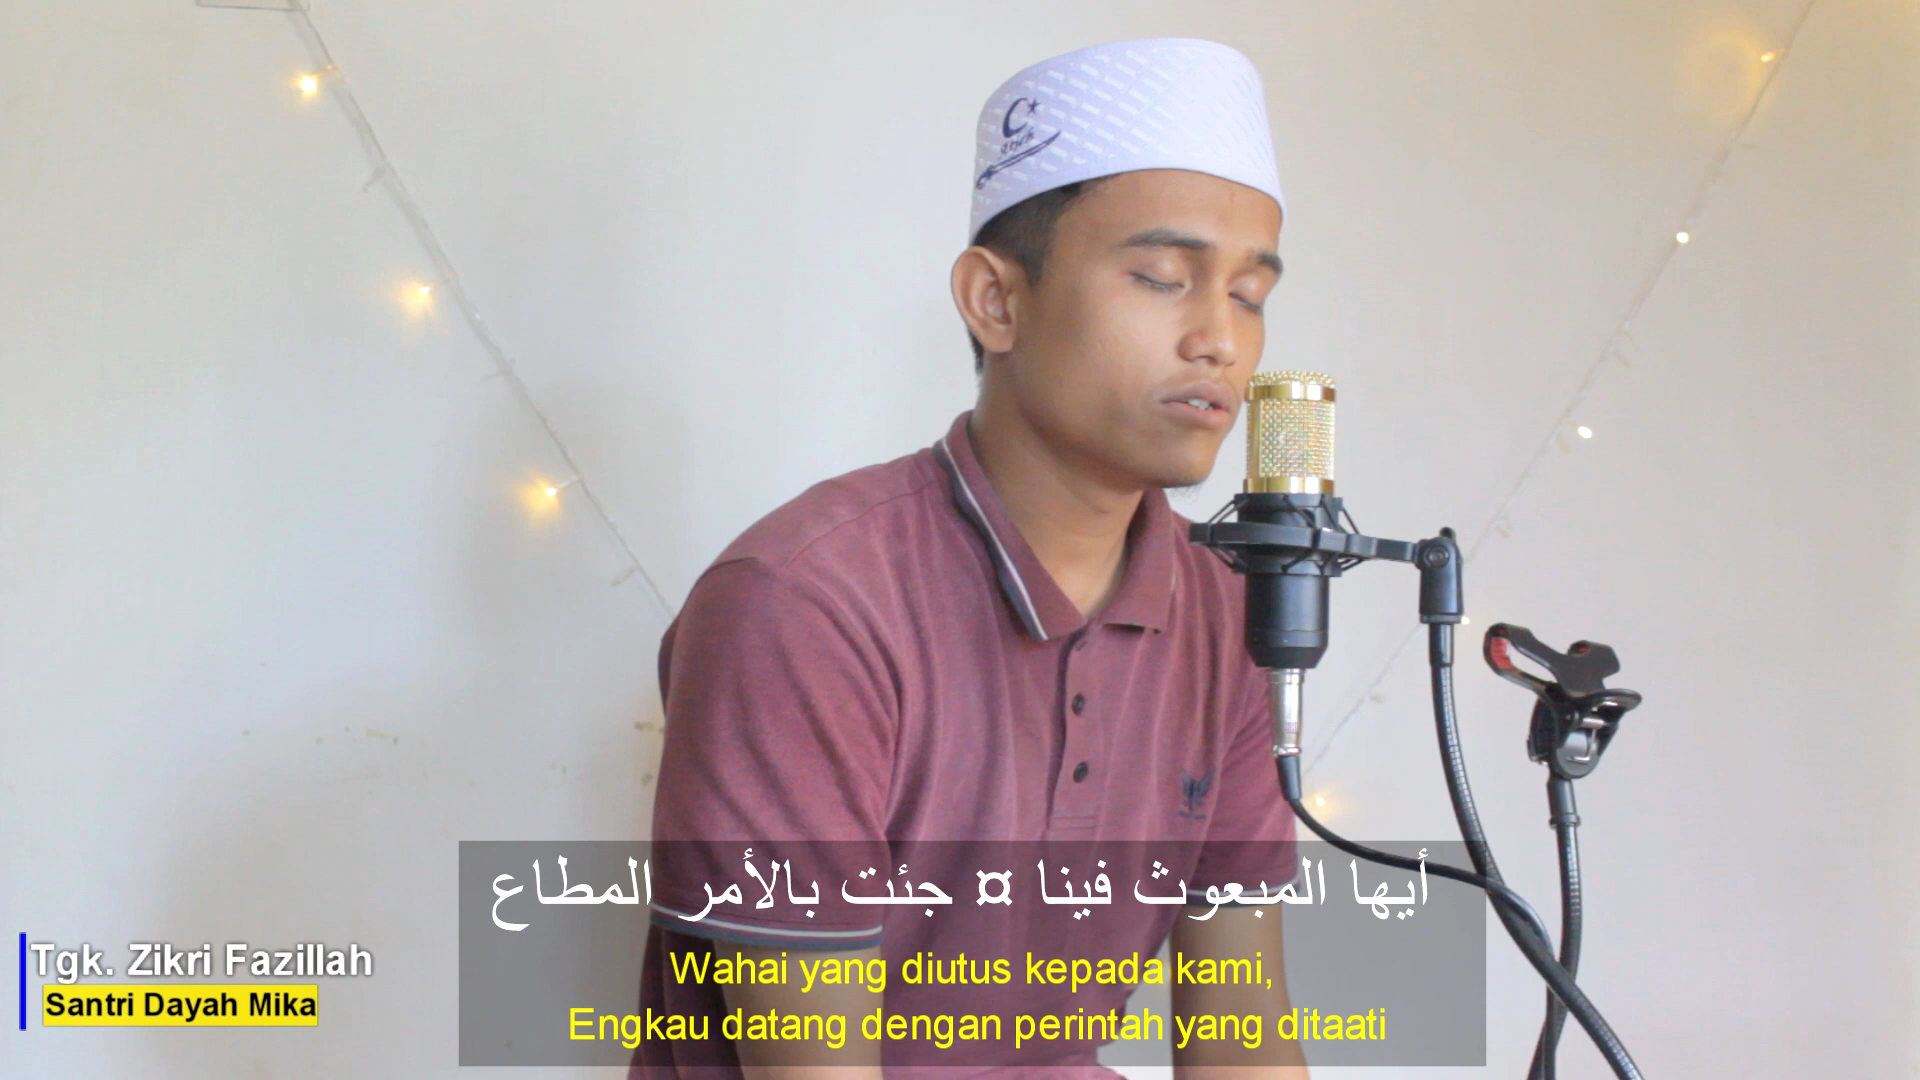 أيها المبعوث فينا ¤ جئت بالأمر المطاع
Wahai yang diutus kepada kami,
Engkau datang dengan perintah yang ditaati
Tgk. Zikri Fazillah
Santri Dayah Mika